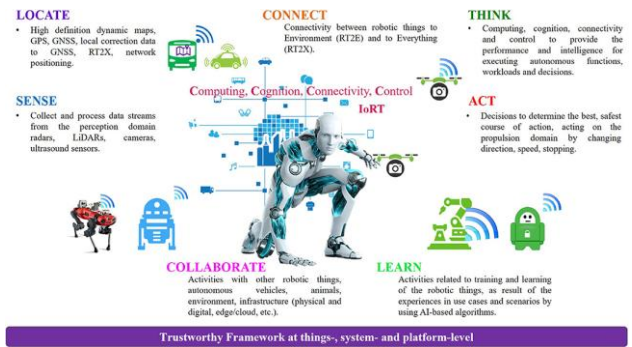 LOCATE
• High definition dynamic maps,
GPS, GNSS, local correction data
to GNSS, RT2X, network
positioning.
CONNECT
Connectivity between robotic things to
Environment (RT2E) and to Everything
(RT2X).
THINK
• Computing, cognition, connectivity
and control to provide the
performance and intelligence for
executing autonomous functions,
workloads and decisions.
Computing, Cognition, Connectivity, Control
IoRT
SENSE
• Collect and process data streams
from the perception domain
radars, LiDARs, cameras,
ultrasound sensors.
ACT
• Decisions to determine the best, safest
course of action, acting on the
propulsion domain by changing
direction, speed, stopping.
COLLABORATE
Activities with other robotic things,
autonomous vehicles, animals,
environment, infrastructure (physical and
digital, edge/cloud, etc.).
LEARN
Activities related to training and learning
of the robotic things, as result of the
experiences in use cases and scenarios by
using AI-based algorithms.
Trustworthy Framework at things-, system- and platform-level